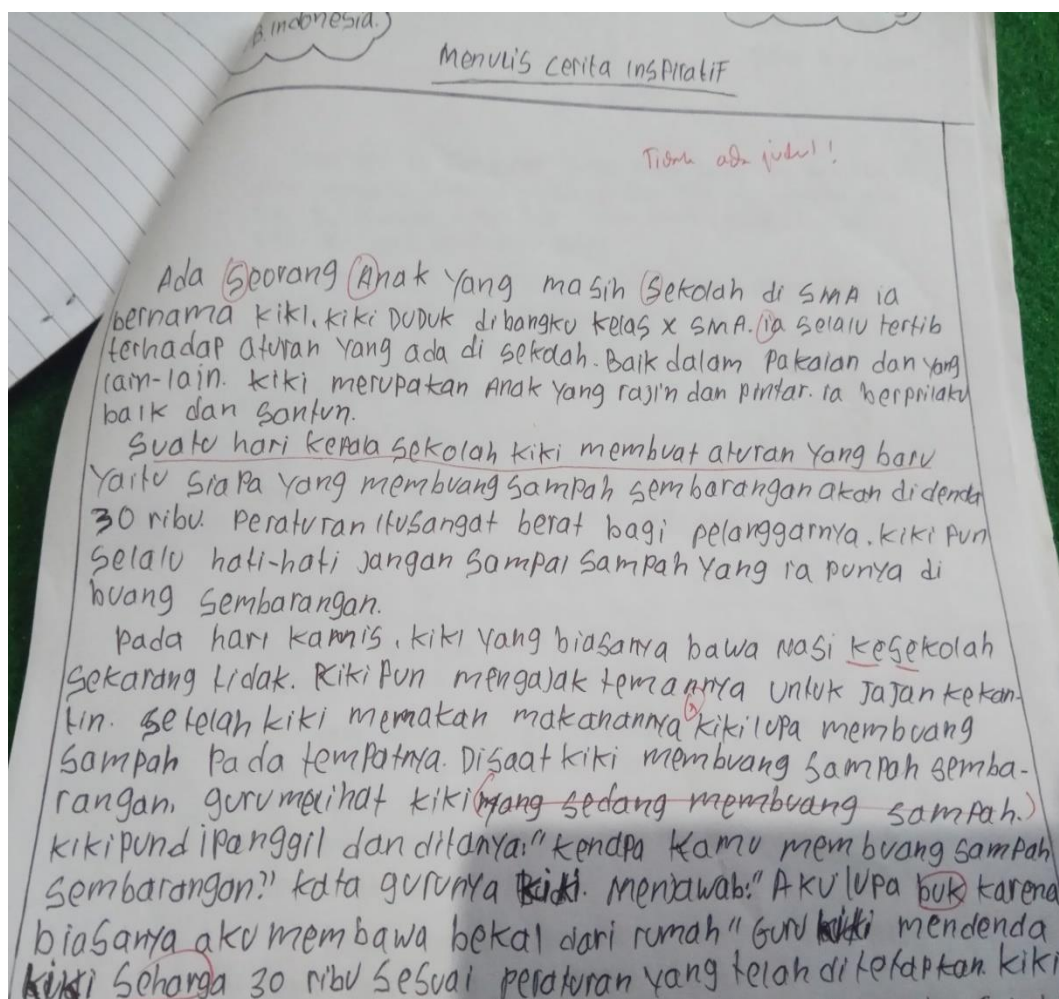 B. Indonesia.
Menulis cerita Inspiratif
Tidak ada judul!
Ada Seorang Anak Yang masih Sekolah di SMA ia
bernama Kiki. Kiki DUDUK dibangku Kelas X SMA. ia selalu tertib
terhadap aturan Yang ada di sekolah. Baik dalam Pakaian dan yang
lain-lain. Kiki merupakan Anak Yang rajin dan Pintar. ia berprilaku
baik dan santun.
Suatu hari kepala sekolah Kiki membuat aturan Yang baru
Yaitu siapa Yang membuang sampah sembarangan akan didenda
30 ribu. Peraturan itu sangat berat bagi pelanggarnya. Kiki Pun
selalu hati-hati Jangan Sampai Sampah Yang ia punya di
buang sembarangan.
Pada hari kamis, Kiki Yang biasanya bawa Nasi kesekolah
sekarang tidak. Kiki Pun mengajak temannya untuk Jajan kekan-
tin. setelah Kiki memakan makanannya Kiki lupa membuang
Sampah Pada tempatnya. Disaat Kiki membuang Sampah semba-
rangan, guru melihat Kiki (yang sedang membuang sampah.)
Kiki pun dipanggil dan ditanya:" kenapa Kamu membuang sampah
sembarangan?" kata gurunya Kiki. Menjawab:" Aku lupa buk karena
biasanya aku membawa bekal dari rumah" Guru Kiki mendenda
Kiki Seharga 30 ribu sesuai peraturan yang telah ditetapkan. Kiki